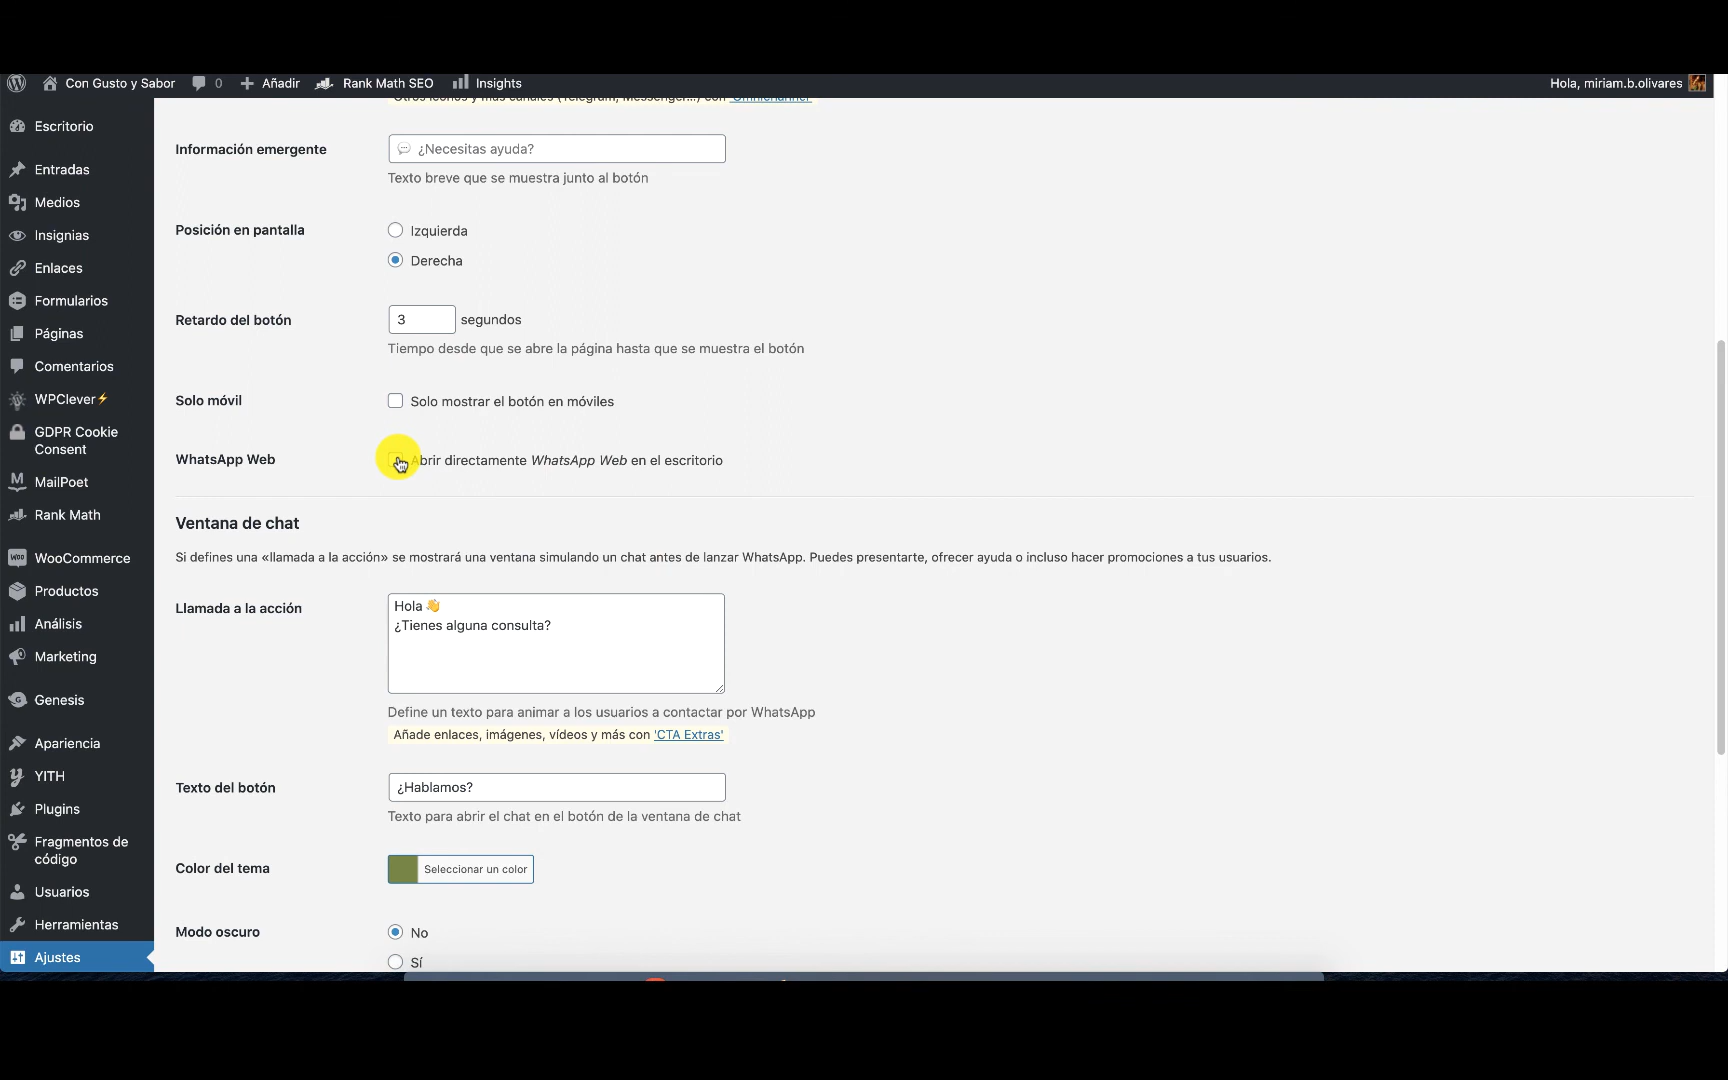 Con Gusto y Sabor
0
Añadir
Rank Math SEO
Insights
Hola, miriam.b.olivares
Escritorio
Entradas
Medios
Insignias
Enlaces
Formularios
Páginas
Comentarios
WPClever⚡
GDPR Cookie
Consent
MailPoet
Rank Math
WooCommerce
Productos
Análisis
Marketing
Genesis
Apariencia
YITH
Plugins
Fragmentos de
código
Usuarios
Herramientas
Ajustes
Otros iconos y más canales (Telegram, Messenger...) con 'Omnichannel'
Información emergente
💬 ¿Necesitas ayuda?
Texto breve que se muestra junto al botón
Posición en pantalla
Izquierda
Derecha
Retardo del botón
3 segundos
Tiempo desde que se abre la página hasta que se muestra el botón
Solo móvil
Solo mostrar el botón en móviles
WhatsApp Web
Abrir directamente WhatsApp Web en el escritorio
Ventana de chat
Si defines una «llamada a la acción» se mostrará una ventana simulando un chat antes de lanzar WhatsApp. Puedes presentarte, ofrecer ayuda o incluso hacer promociones a tus usuarios.
Llamada a la acción
Hola 👋
¿Tienes alguna consulta?
Define un texto para animar a los usuarios a contactar por WhatsApp
Añade enlaces, imágenes, vídeos y más con 'CTA Extras'
Texto del botón
¿Hablamos?
Texto para abrir el chat en el botón de la ventana de chat
Color del tema
Seleccionar un color
Modo oscuro
No
Sí